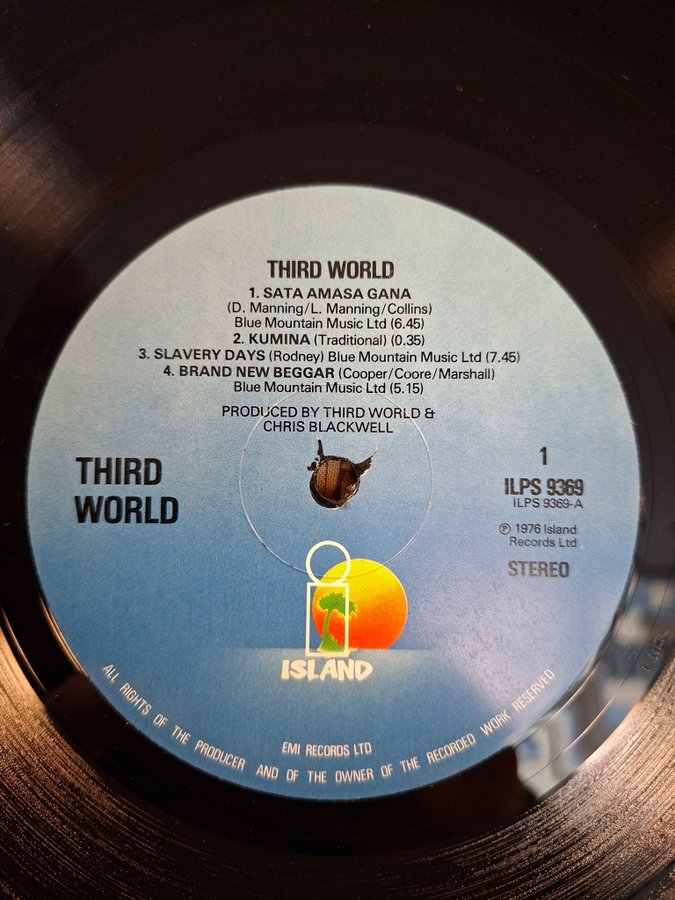 THIRD WORLD
1. SATA AMASA GANA
(D. Manning/L. Manning/Collins)
Blue Mountain Music Ltd (6.45)
2. KUMINA (Traditional) (0.35)
3. SLAVERY DAYS (Rodney) Blue Mountain Music Ltd (7.45)
4. BRAND NEW BEGGAR (Cooper/Coore/Marshall)
Blue Mountain Music Ltd (5.15)
PRODUCED BY THIRD WORLD &
CHRIS BLACKWELL
THIRD
WORLD
1
ILPS 9369
ILPS 9369-A
℗ 1976 Island
Records Ltd
STEREO
i
ISLAND
EMI RECORDS LTD
ALL RIGHTS OF THE PRODUCER AND OF THE OWNER OF THE RECORDED WORK RESERVED